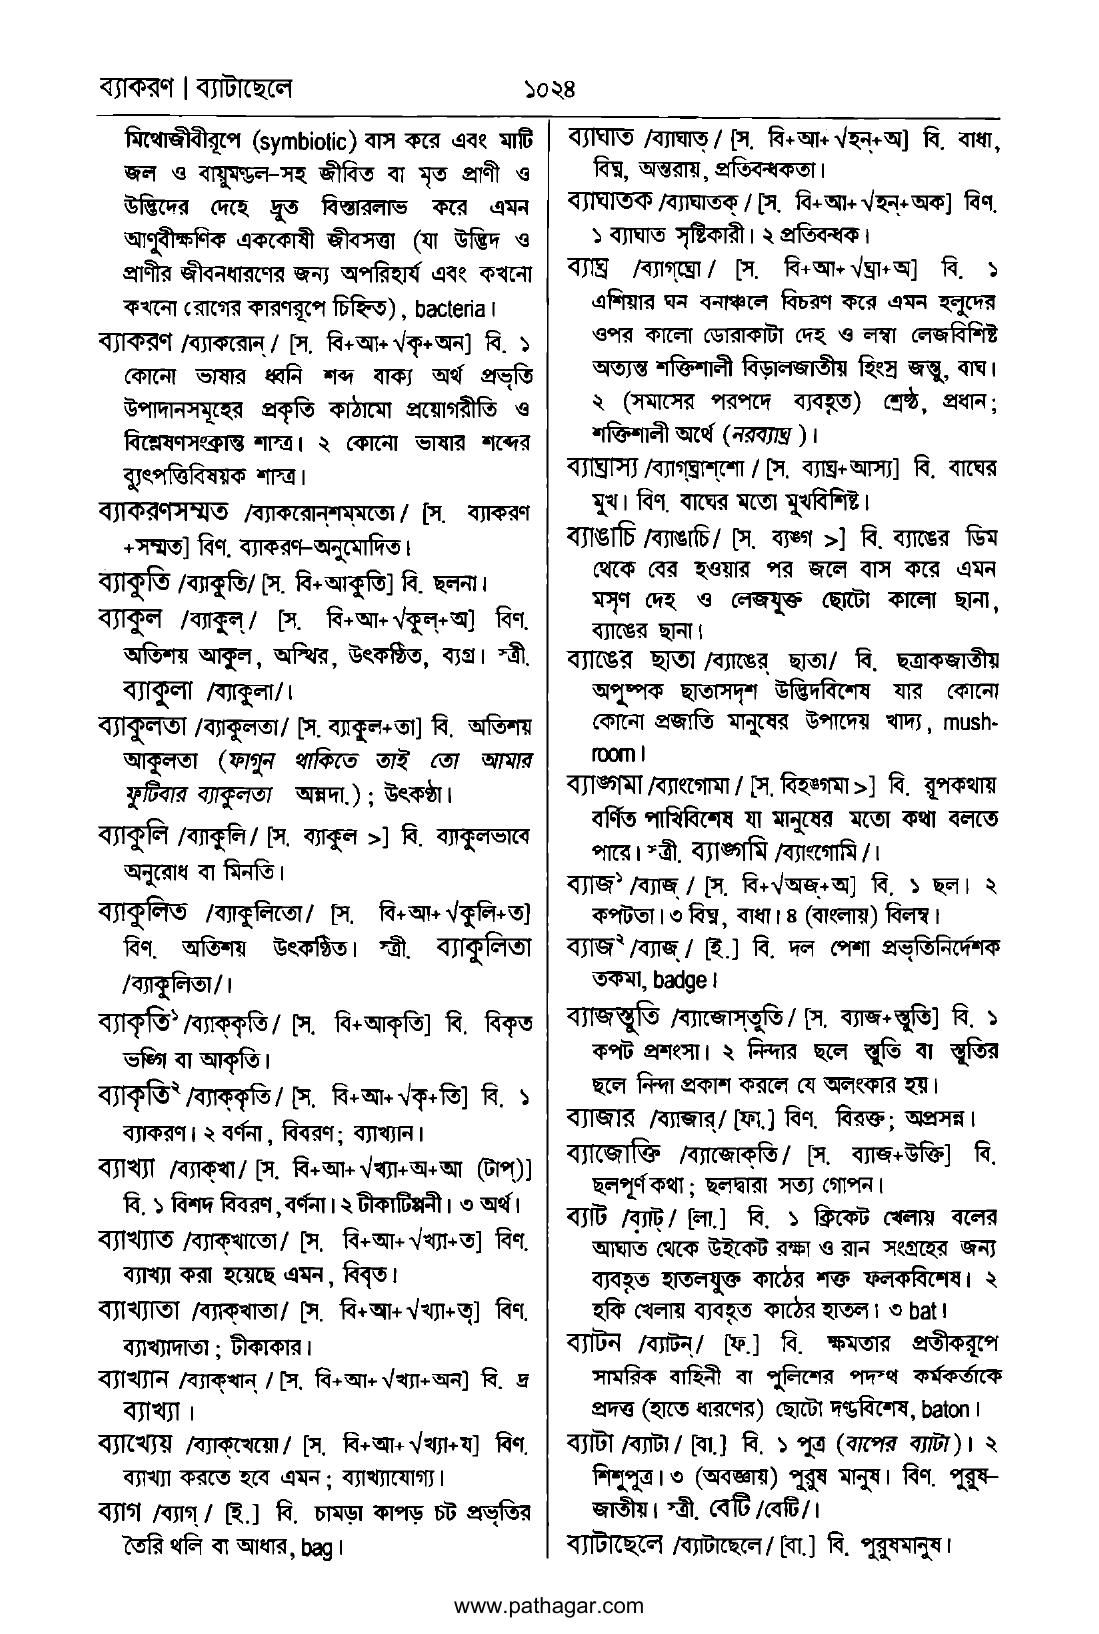 ব্যাকরণ | ব্যাটাছেলে
১০২৪
মিথোজীবীরূপে (symbiotic) বাস করে এবং মাটি
জল ও বায়ুমণ্ডল–সহ জীবিত বা মৃত প্রাণী ও
উদ্ভিদের দেহে দ্রুত বিস্তারলাভ করে এমন
আণুবীক্ষণিক এককোষী জীবসত্তা (যা উদ্ভিদ ও
প্রাণীর জীবনধারণের জন্য অপরিহার্য এবং কখনো
কখনো রোগের কারণরূপে চিহ্নিত), bacteria।
ব্যাকরণ /ব্যাকরোন্/ [স. বি+আ+√কৃ+অন] বি. ১
কোনো ভাষার ধ্বনি শব্দ বাক্য অর্থ প্রভৃতি
উপাদানসমূহের প্রকৃতি কাঠামো প্রয়োগরীতি ও
বিশ্লেষণসংক্রান্ত শাস্ত্র। ২ কোনো ভাষার শব্দের
ব্যুৎপত্তিবিষয়ক শাস্ত্র।
ব্যাকরণসম্মত /ব্যাকরোন্‌শম্‌মতো/ [স. ব্যাকরণ
+সম্মত] বিণ. ব্যাকরণ–অনুমোদিত।
ব্যাকূতি /ব্যাকুতি/ [স. বি+আকূতি] বি. ছলনা।
ব্যাকুল /ব্যাকুল্/ [স. বি+আ+√কুল্+অ] বিণ.
অতিশয় আকুল, অস্থির, উৎকণ্ঠিত, ব্যগ্র। স্ত্রী.
ব্যাকুলা /ব্যাকুলা/।
ব্যাকুলতা /ব্যাকুলতা/ [স. ব্যাকুল+তা] বি. অতিশয়
আকুলতা (ফাগুন থাকিতে তাই তো আমার
ফুটিবার ব্যাকুলতা অন্নদা.) ; উৎকণ্ঠা।
ব্যাকুলি /ব্যাকুলি/ [স. ব্যাকুল >] বি. ব্যাকুলভাবে
অনুরোধ বা মিনতি।
ব্যাকুলিত /ব্যাকুলিতো/ [স. বি+আ+√কুলি+ত]
বিণ. অতিশয় উৎকণ্ঠিত। স্ত্রী. ব্যাকুলিতা
/ব্যাকুলিতা/।
ব্যাকৃতি১ /ব্যাক্‌কৃতি/ [স. বি+আকৃতি] বি. বিকৃত
ভঙ্গি বা আকৃতি।
ব্যাকৃতি২ /ব্যাক্‌কৃতি/ [স. বি+আ+√কৃ+তি] বি. ১
ব্যাকরণ। ২ বর্ণনা, বিবরণ; ব্যাখ্যান।
ব্যাখ্যা /ব্যাক্‌খা/ [স. বি+আ+√খ্যা+অ+আ (টাপ্)]
বি. ১ বিশদ বিবরণ, বর্ণনা। ২ টীকাটিপ্পনী। ৩ অর্থ।
ব্যাখ্যাত /ব্যাক্‌খাতো/ [স. বি+আ+√খ্যা+ত] বিণ.
ব্যাখ্যা করা হয়েছে এমন, বিবৃত।
ব্যাখ্যাতা /ব্যাক্‌খাতা/ [স. বি+আ+√খ্যা+তৃ] বিণ.
ব্যাখ্যাদাতা; টীকাকার।
ব্যাখ্যান /ব্যাক্‌খান্/ [স. বি+আ+√খ্যা+অন] বি. দ্র
ব্যাখ্যা ।
ব্যাখ্যেয় /ব্যাক্‌খেয়ো/ [স. বি+আ+√খ্যা+য] বিণ.
ব্যাখ্যা করতে হবে এমন; ব্যাখ্যাযোগ্য।
ব্যাগ /ব্যাগ্/ [ই.] বি. চামড়া কাপড় চট প্রভৃতির
তৈরি থলি বা আধার, bag।
ব্যাঘাত /ব্যাঘাত্/ [স. বি+আ+√হন্+অ] বি. বাধা,
বিঘ্ন, অন্তরায়, প্রতিবন্ধকতা।
ব্যাঘাতক /ব্যাঘাতক্/ [স. বি+আ+√হন্+অক] বিণ.
১ ব্যাঘাত সৃষ্টিকারী। ২ প্রতিবন্ধক।
ব্যাঘ্র /ব্যাগ্‌ঘ্রো/ [স. বি+আ+√ঘ্রা+অ] বি. ১
এশিয়ার ঘন বনাঞ্চলে বিচরণ করে এমন হলুদের
ওপর কালো ডোরাকাটা দেহ ও লম্বা লেজবিশিষ্ট
অত্যন্ত শক্তিশালী বিড়ালজাতীয় হিংস্র জন্তু, বাঘ।
২ (সমাসের পরপদে ব্যবহৃত) শ্রেষ্ঠ, প্রধান;
শক্তিশালী অর্থে (নরব্যাঘ্র )।
ব্যাঘ্রাস্য /ব্যাগ্‌ঘ্রাশ্‌শো/ [স. ব্যাঘ্র+আস্য] বি. বাঘের
মুখ। বিণ. বাঘের মতো মুখবিশিষ্ট।
ব্যাঙাচি /ব্যাঙাচি/ [স. ব্যঙ্গ >] বি. ব্যাঙের ডিম
থেকে বের হওয়ার পর জলে বাস করে এমন
মসৃণ দেহ ও লেজযুক্ত ছোটো কালো ছানা,
ব্যাঙের ছানা।
ব্যাঙের ছাতা /ব্যাঙের্ ছাতা/ বি. ছত্রাকজাতীয়
অপুষ্পক ছাতাসদৃশ উদ্ভিদবিশেষ যার কোনো
কোনো প্রজাতি মানুষের উপাদেয় খাদ্য, mush-
room।
ব্যাঙ্গমা /ব্যাংগোমা/ [স. বিহঙ্গমা>] বি. রূপকথায়
বর্ণিত পাখিবিশেষ যা মানুষের মতো কথা বলতে
পারে। স্ত্রী. ব্যাঙ্গমি /ব্যাংগোমি/।
ব্যাজ১ /ব্যাজ্/ [স. বি+√অজ্+অ] বি. ১ ছল। ২
কপটতা। ৩ বিঘ্ন, বাধা। ৪ (বাংলায়) বিলম্ব।
ব্যাজ২ /ব্যাজ্/ [ই.] বি. দল পেশা প্রভৃতিনির্দেশক
তকমা, badge।
ব্যাজস্তুতি /ব্যাজোস্‌তুতি/ [স. ব্যাজ+স্তুতি] বি. ১
কপট প্রশংসা। ২ নিন্দার ছলে স্তুতি বা স্তুতির
ছলে নিন্দা প্রকাশ করলে যে অলংকার হয়।
ব্যাজার /ব্যাজার্/ [ফা.] বিণ. বিরক্ত; অপ্রসন্ন।
ব্যাজোক্তি /ব্যাজোক্‌তি/ [স. ব্যাজ+উক্তি] বি.
ছলপূর্ণ কথা; ছলদ্বারা সত্য গোপন।
ব্যাট /ব্যাট্/ [লা.] বি. ১ ক্রিকেট খেলায় বলের
আঘাত থেকে উইকেট রক্ষা ও রান সংগ্রহের জন্য
ব্যবহৃত হাতলযুক্ত কাঠের শক্ত ফলকবিশেষ। ২
হকি খেলায় ব্যবহৃত কাঠের হাতল। ৩ bat।
ব্যাটন /ব্যাটন্/ [ফ.] বি. ক্ষমতার প্রতীকরূপে
সামরিক বাহিনী বা পুলিশের পদস্থ কর্মকর্তাকে
প্রদত্ত (হাতে ধারণের) ছোটো দণ্ডবিশেষ, baton।
ব্যাটা /ব্যাটা/ [বা.] বি. ১ পুত্র (বাপের ব্যাটা)। ২
শিশুপুত্র। ৩ (অবজ্ঞায়) পুরুষ মানুষ। বিণ. পুরুষ–
জাতীয়। স্ত্রী. বেটি /বেটি/।
ব্যাটাছেলে /ব্যাটাছেলে/ [বা.] বি. পুরুষমানুষ।
www.pathagar.com